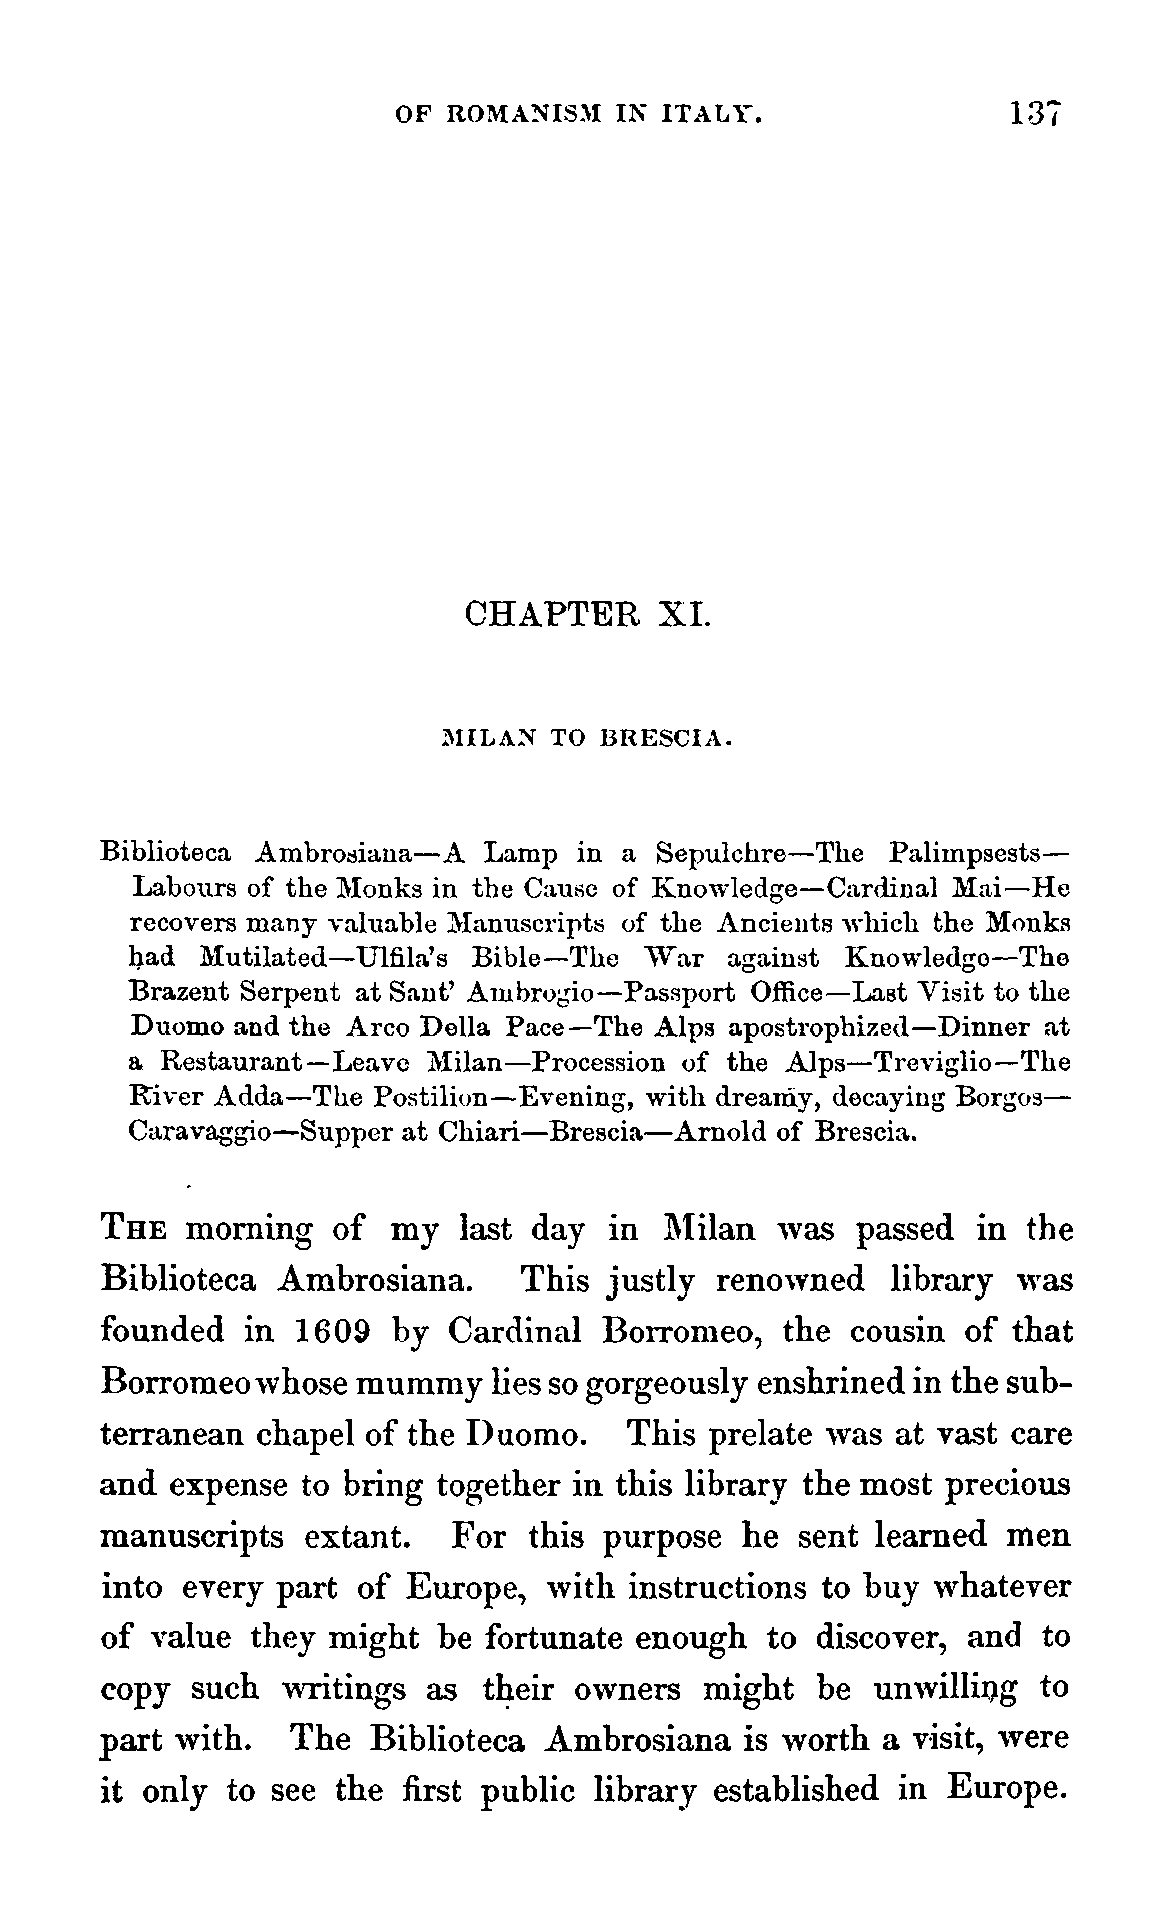 OF ROMANISM IN ITALY. 137
CHAPTER XI.
MILAN TO BRESCIA.
Biblioteca Ambrosiana—A Lamp in a Sepulchre—The Palimpsests—
Labours of the Monks in the Cause of Knowledge—Cardinal Mai—He
recovers many valuable Manuscripts of the Ancients which the Monks
had Mutilated—Ulfila's Bible—The War against Knowledge—The
Brazent Serpent at Sant' Ambrogio—Passport Office—Last Visit to the
Duomo and the Arco Della Pace—The Alps apostrophized—Dinner at
a Restaurant—Leave Milan—Procession of the Alps—Treviglio—The
River Adda—The Postilion—Evening, with dreamy, decaying Borgos—
Caravaggio—Supper at Chiari—Brescia—Arnold of Brescia.
THE morning of my last day in Milan was passed in the
Biblioteca Ambrosiana. This justly renowned library was
founded in 1609 by Cardinal Borromeo, the cousin of that
Borromeo whose mummy lies so gorgeously enshrined in the sub-
terranean chapel of the Duomo. This prelate was at vast care
and expense to bring together in this library the most precious
manuscripts extant. For this purpose he sent learned men
into every part of Europe, with instructions to buy whatever
of value they might be fortunate enough to discover, and to
copy such writings as their owners might be unwilling to
part with. The Biblioteca Ambrosiana is worth a visit, were
it only to see the first public library established in Europe.